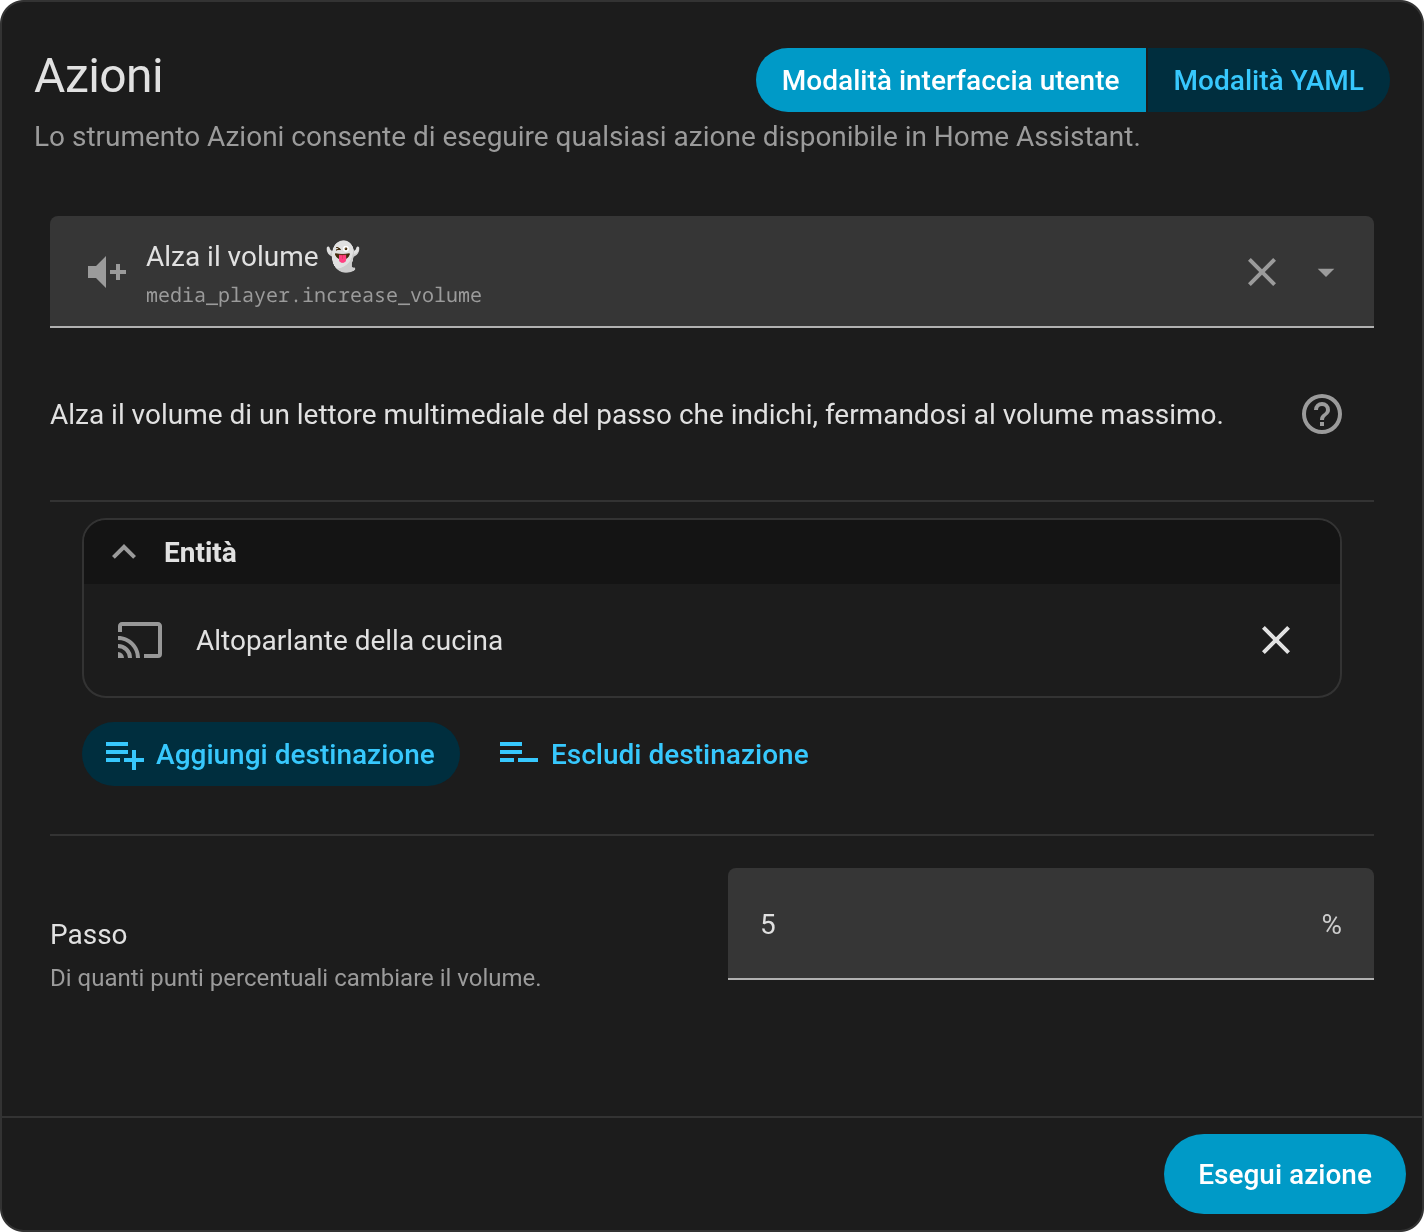 Azioni
Modalità interfaccia utente
Modalità YAML
Lo strumento Azioni consente di eseguire qualsiasi azione disponibile in Home Assistant.
Alza il volume 👻
media_player.increase_volume
Alza il volume di un lettore multimediale del passo che indichi, fermandosi al volume massimo.
Entità
Altoparlante della cucina
Aggiungi destinazione
Escludi destinazione
Passo
Di quanti punti percentuali cambiare il volume.
5
%
Esegui azione